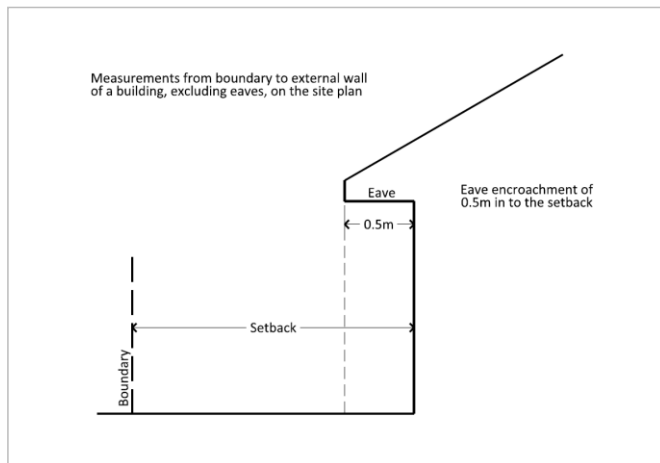 Measurements from boundary to external wall
of a building, excluding eaves, on the site plan
Eave
Eave encroachment of
0.5m in to the setback
0.5m
Setback
Boundary